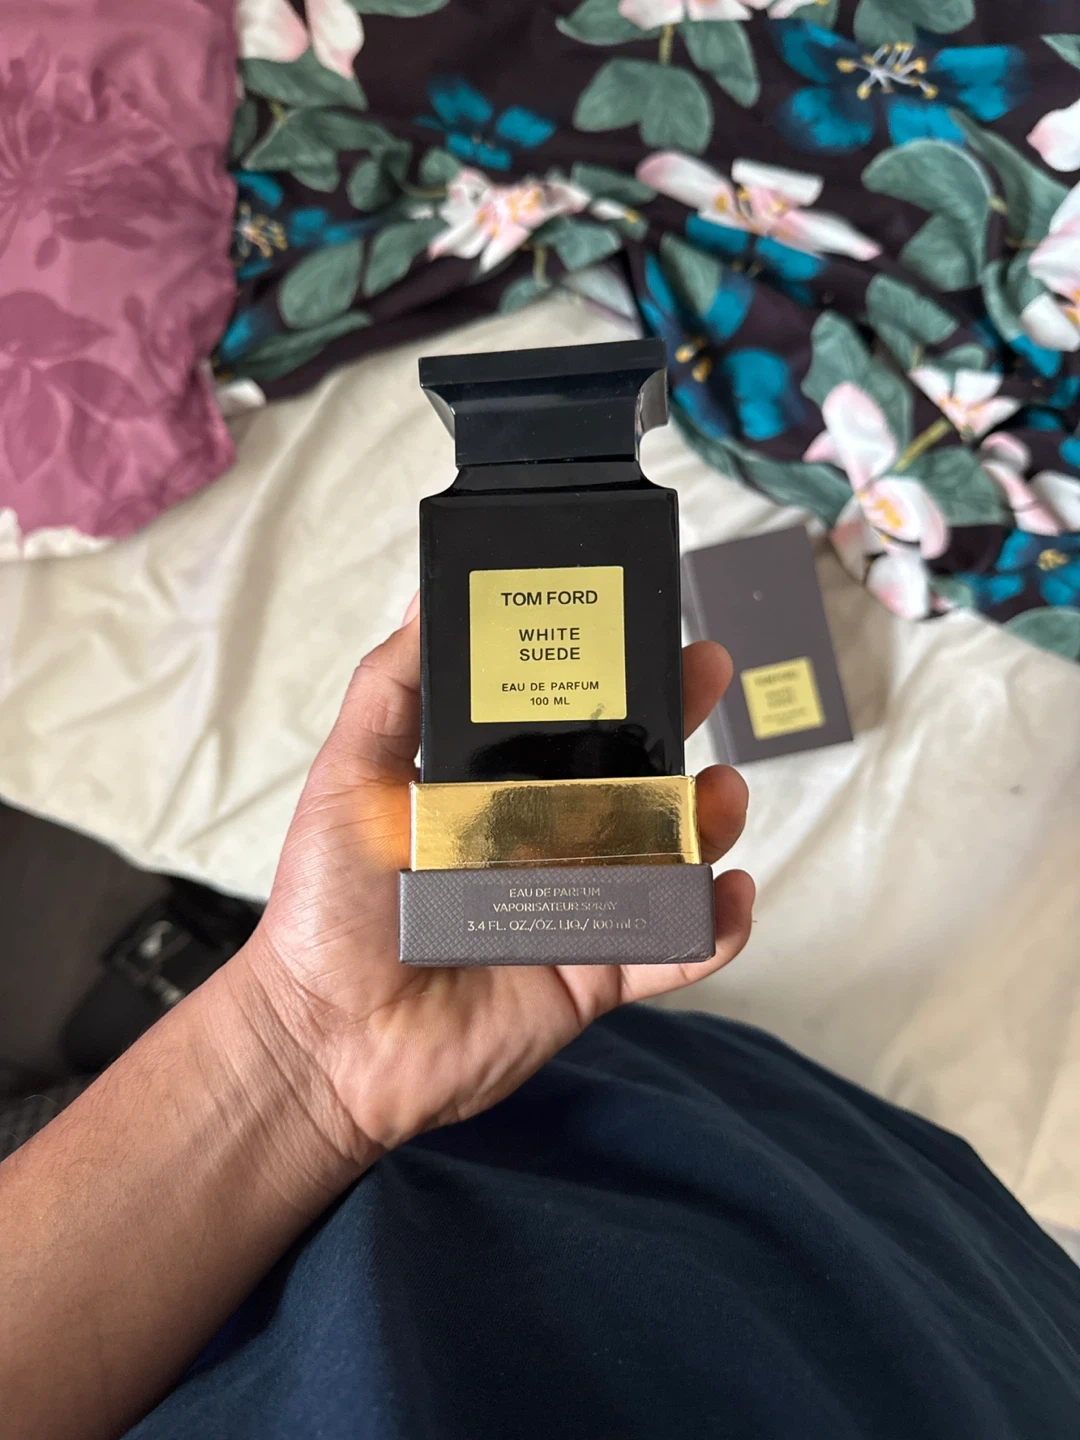 TOM FORD
WHITE
SUEDE
EAU DE PARFUM
100 ML
EAU DE PARFUM
VAPORISATEUR SPRAY
3.4 FL. OZ./ÓZ. LIQ./ 100 ml ℮